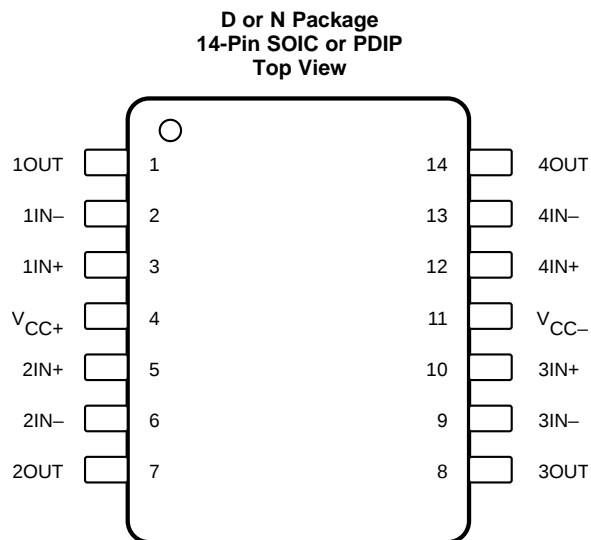 D or N Package
14-Pin SOIC or PDIP
Top View
1OUT 1 14 4OUT
1IN– 2 13 4IN–
1IN+ 3 12 4IN+
VCC+ 4 11 VCC–
2IN+ 5 10 3IN+
2IN– 6 9 3IN–
2OUT 7 8 3OUT